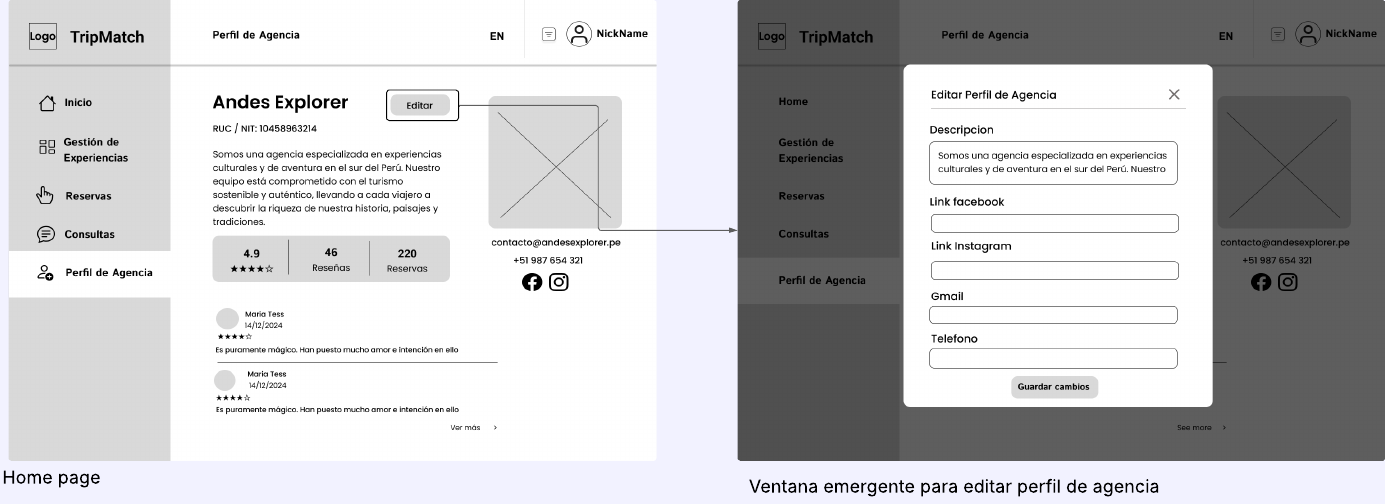 Logo TripMatch
Perfil de Agencia
EN
NickName
Inicio
Gestión de
Experiencias
Reservas
Consultas
Perfil de Agencia
Andes Explorer
Editar
RUC / NIT: 10458963214
Somos una agencia especializada en experiencias
culturales y de aventura en el sur del Perú. Nuestro
equipo está comprometido con el turismo
sostenible y auténtico, llevando a cada viajero a
descubrir la riqueza de nuestra historia, paisajes y
tradiciones.
4.9 46 220
★★★★☆ Reseñas Reservas
contacto@andesexplorer.pe
+51 987 654 321
Maria Tess
14/12/2024
★★★★☆
Es puramente mágico. Han puesto mucho amor e intención en ello
Maria Tess
14/12/2024
★★★★☆
Es puramente mágico. Han puesto mucho amor e intención en ello
Ver más >
Home page
Logo TripMatch
Perfil de Agencia
EN
NickName
Home
Gestión de
Experiencias
Reservas
Consultas
Perfil de Agencia
Editar Perfil de Agencia
Descripcion
Somos una agencia especializada en experiencias
culturales y de aventura en el sur del Perú. Nuestro
Link facebook
Link Instagram
Gmail
Telefono
Guardar cambios
contacto@andesexplorer.pe
+51 987 654 321
See more >
Ventana emergente para editar perfil de agencia